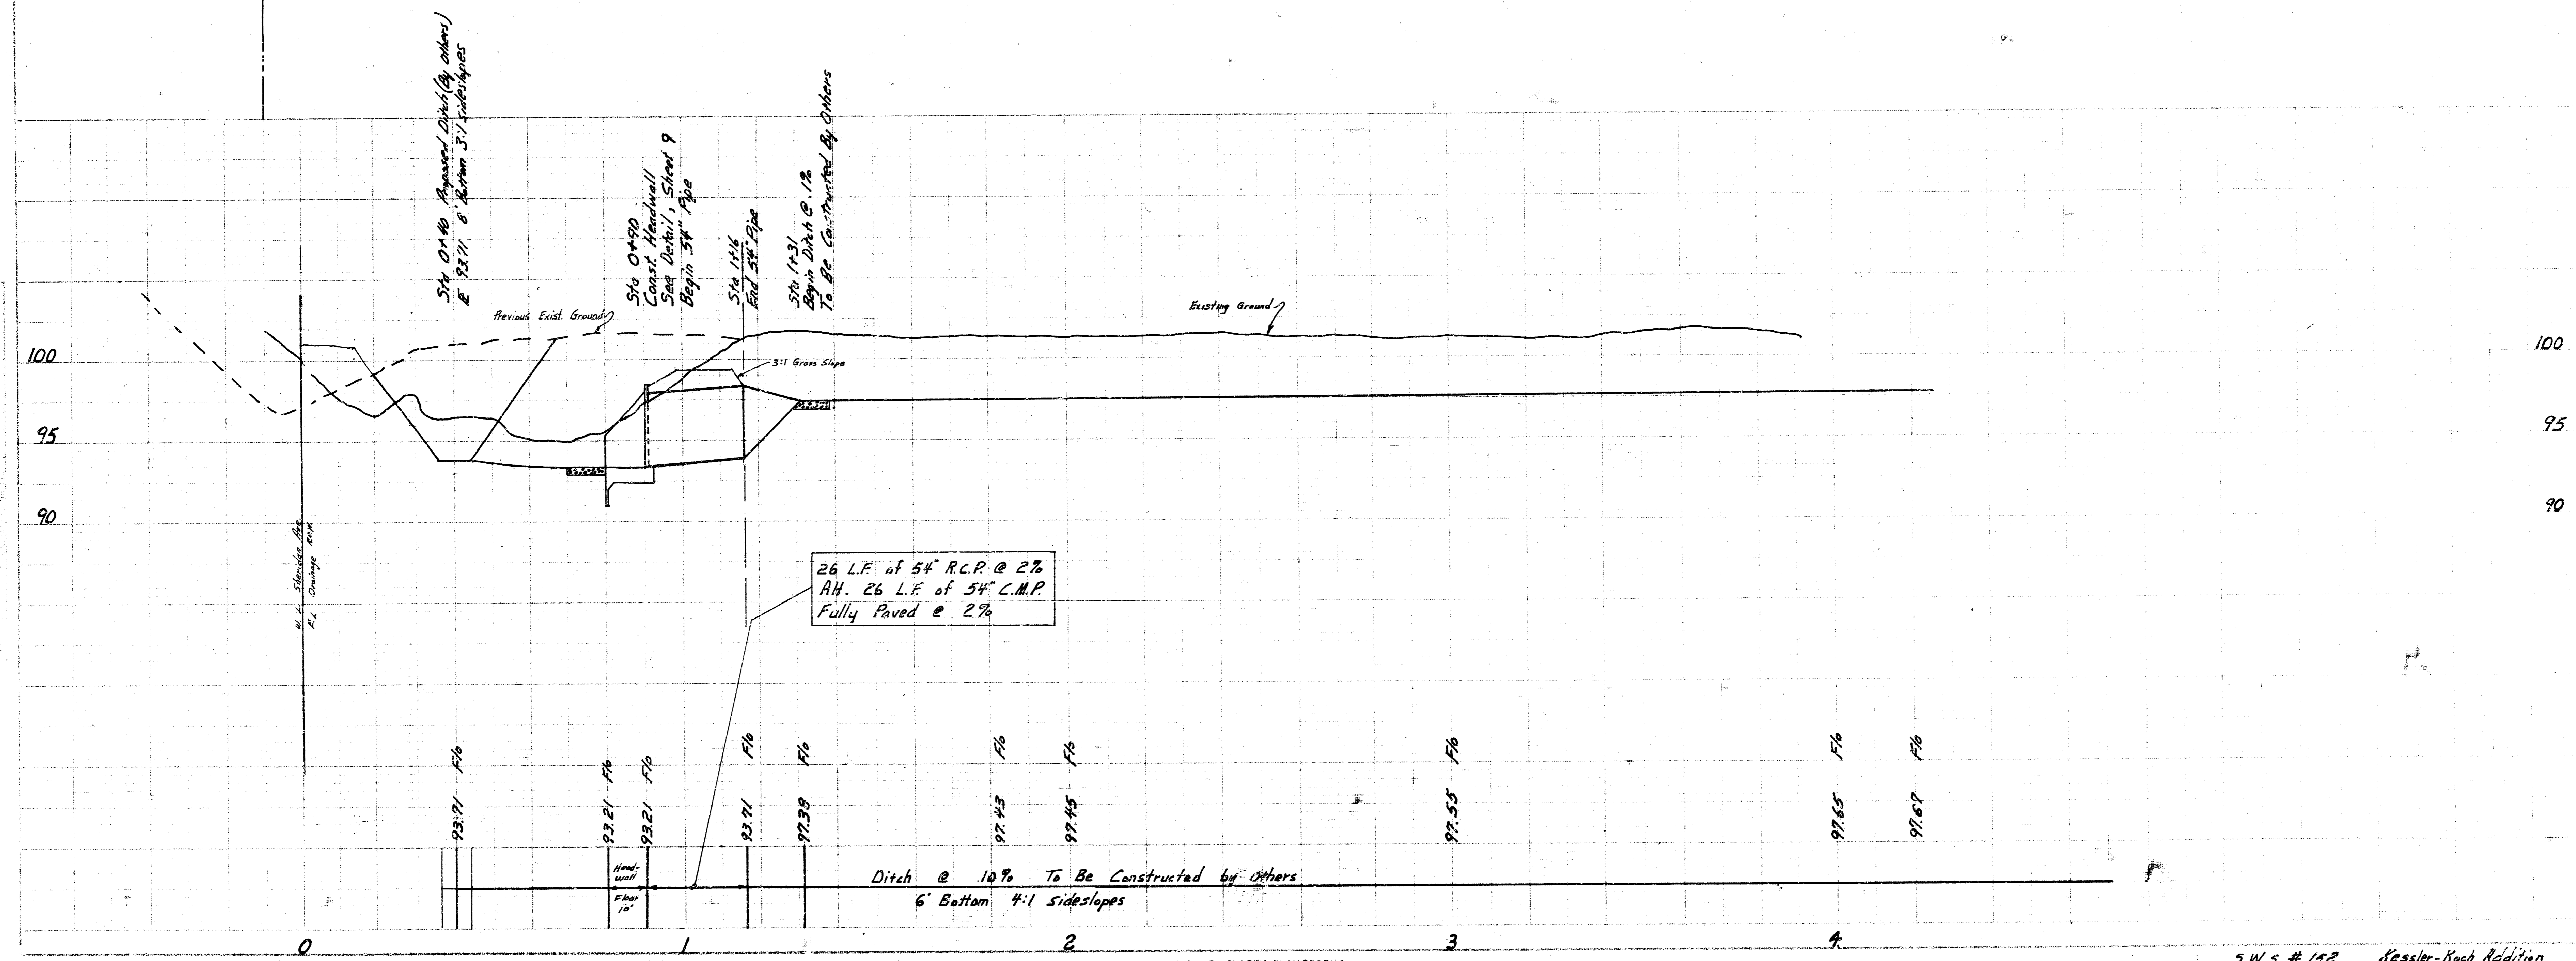 Sta 0+40 Proposed Ditch (By Others)
93.71 6' Bottom 3:1 sideslopes
Sta 0+90
Const. Headwall
See Detail, Sheet 9
Begin 54" Pipe
Sta 1+16
End 54" Pipe
Sta 1+31
Begin Ditch @ .1%
To Be Constructed By Others
Previous Exist. Ground
Existing Ground
3:1 Grass Slope
100
100
95
95
90
90
W. L. Sheridan Ave.
E. L. Drainage R.O.W.
26 L.F. of 54" R.C.P. @ 2%
Alt. 26 L.F. of 54" C.M.P.
Fully Paved @ 2%
93.71 Flo
93.21 Flo
93.21 Flo
93.71 Flo
97.38 Flo
97.43 Flo
97.45 Flo
97.55 Flo
97.65 Flo
97.67 Flo
Head-
wall
Floor
10'
Ditch @ .10% To Be Constructed by others
6' Bottom 4:1 sideslopes
0
1
2
3
4
S.W.S. # 152 Kessler-Koch Addition